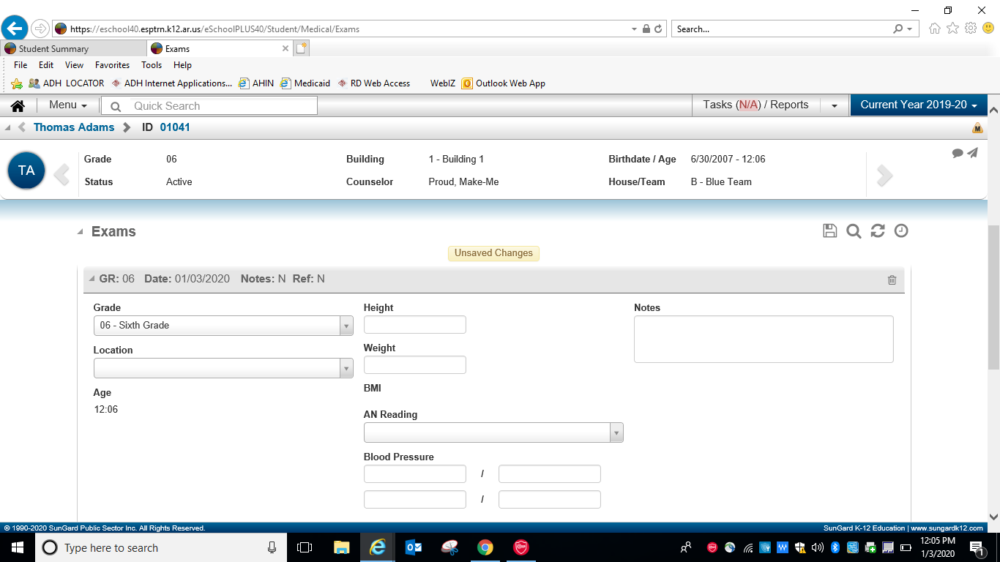 https://eschool40.esptrn.k12.ar.us/eSchoolPLUS40/Student/Medical/Exams
Search...
Student Summary
Exams
File Edit View Favorites Tools Help
ADH LOCATOR ADH Internet Applications... AHIN Medicaid RD Web Access WebIZ Outlook Web App
Menu Quick Search Tasks (N/A) / Reports Current Year 2019-20
Thomas Adams ID 01041
M
TA
Grade 06 Building 1 - Building 1 Birthdate / Age 6/30/2007 - 12:06
Status Active Counselor Proud, Make-Me House/Team B - Blue Team
Exams
Unsaved Changes
GR: 06 Date: 01/03/2020 Notes: N Ref: N
Grade Height Notes
06 - Sixth Grade
Location Weight
Age BMI
12:06
AN Reading
Blood Pressure
/
/
© 1990-2020 SunGard Public Sector Inc. All Rights Reserved. SunGard K-12 Education | www.sungardk12.com
Type here to search
12:05 PM
1/3/2020
1